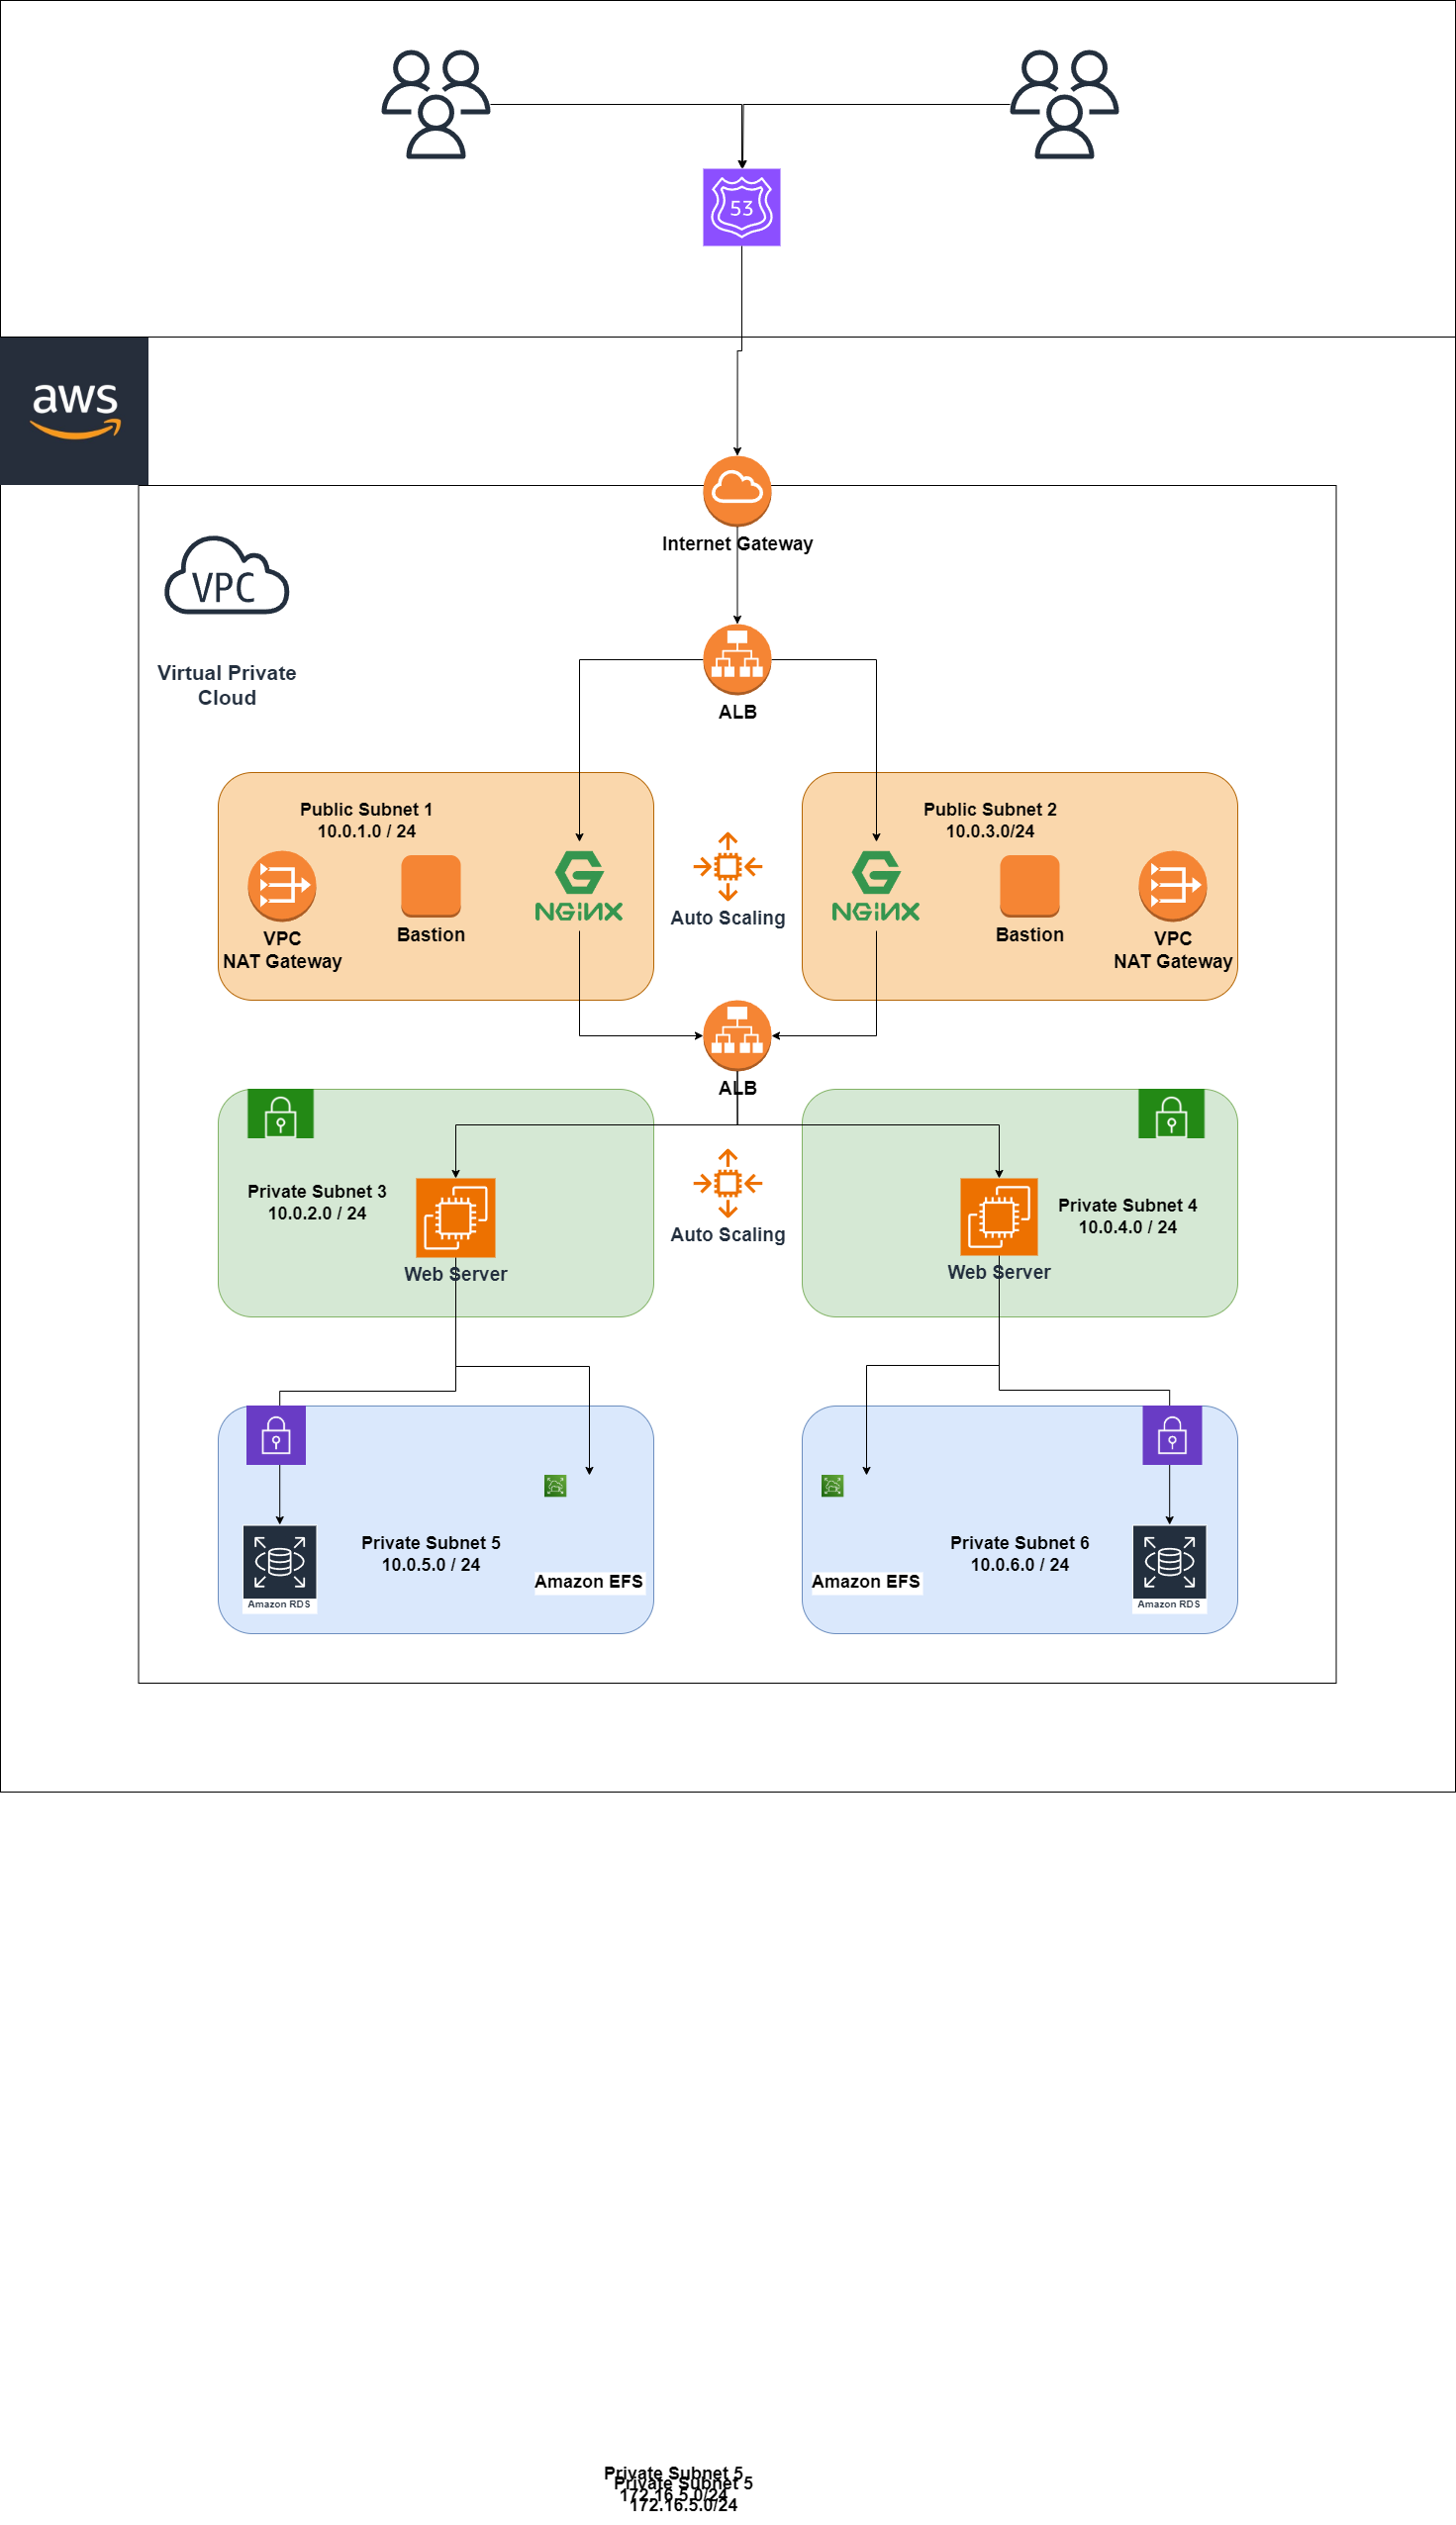 53
aws
Internet Gateway
VPC
Virtual Private
Cloud
ALB
Public Subnet 1
10.0.1.0 / 24
Public Subnet 2
10.0.3.0/24
NGiNX
NGiNX
Auto Scaling
VPC
NAT Gateway
Bastion
Bastion
VPC
NAT Gateway
ALB
Private Subnet 3
10.0.2.0 / 24
Private Subnet 4
10.0.4.0 / 24
Auto Scaling
Web Server
Web Server
Private Subnet 5
10.0.5.0 / 24
Private Subnet 6
10.0.6.0 / 24
Amazon EFS
Amazon EFS
Amazon RDS
Amazon RDS
Private Subnet 5
Private Subnet 5
172.16.5.0/24
172.16.5.0/24